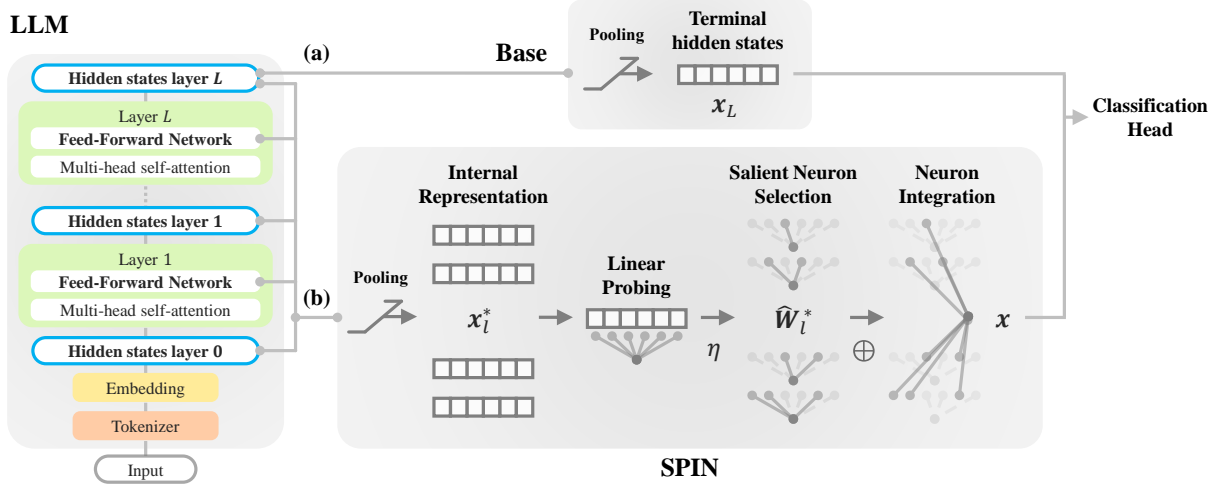 LLM
Hidden states layer L
Layer L
Feed-Forward Network
Multi-head self-attention
Hidden states layer 1
Layer 1
Feed-Forward Network
Multi-head self-attention
Hidden states layer 0
Embedding
Tokenizer
Input
(a)
Base
Pooling
Terminal
hidden states
x_L
Classification
Head
(b)
Pooling
Internal
Representation
x_l^*
Linear
Probing
η
Salient Neuron
Selection
Ŵ_l^*
⊕
Neuron
Integration
x
SPIN